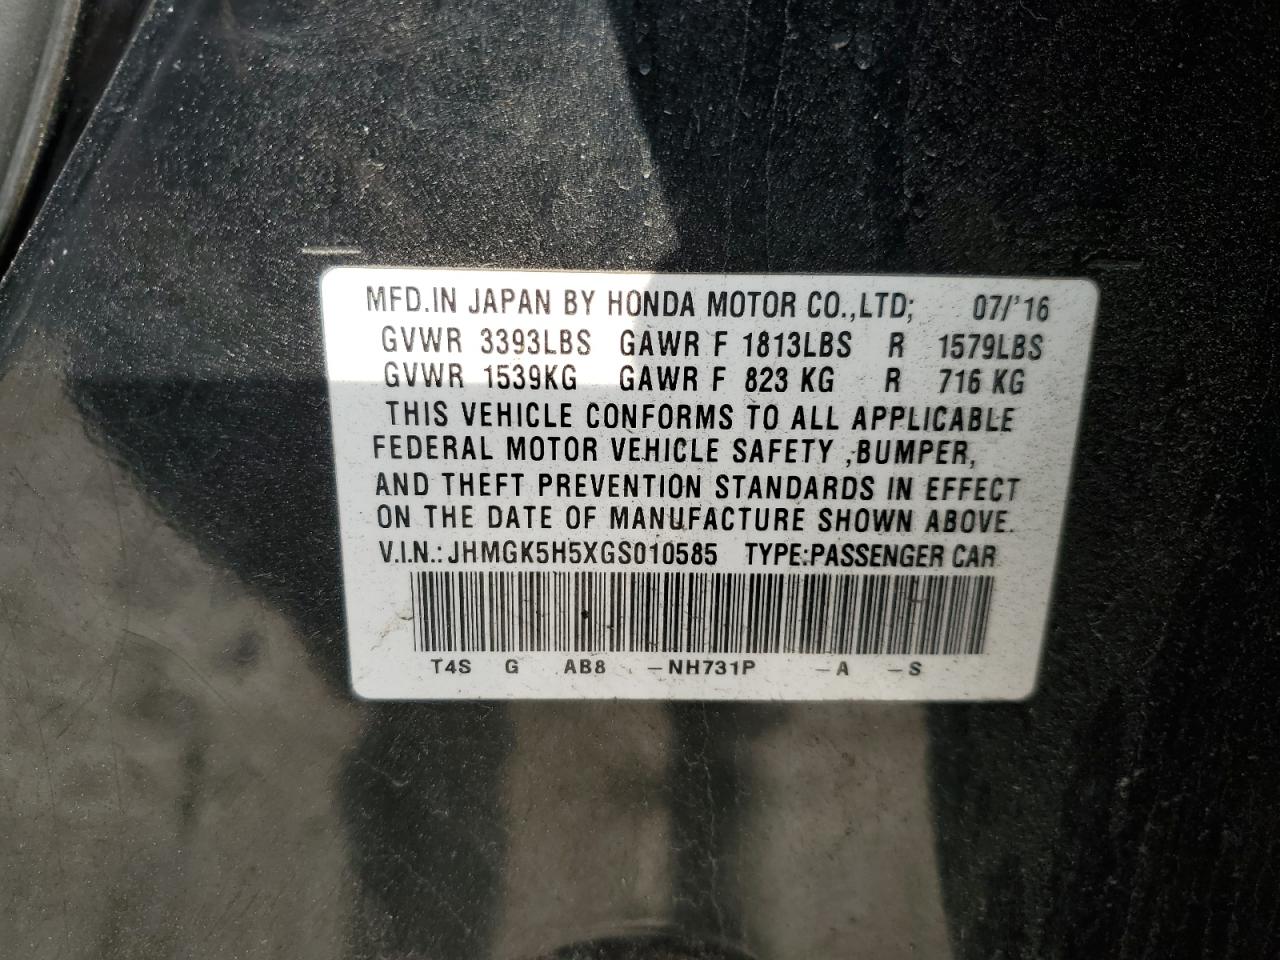 MFD.IN JAPAN BY HONDA MOTOR CO.,LTD; 07/'16
GVWR 3393LBS GAWR F 1813LBS R 1579LBS
GVWR 1539KG GAWR F 823 KG R 716 KG
THIS VEHICLE CONFORMS TO ALL APPLICABLE
FEDERAL MOTOR VEHICLE SAFETY ,BUMPER,
AND THEFT PREVENTION STANDARDS IN EFFECT
ON THE DATE OF MANUFACTURE SHOWN ABOVE.
V.I.N.: JHMGK5H5XGS010585 TYPE:PASSENGER CAR
T4S G AB8 –NH731P –A –S